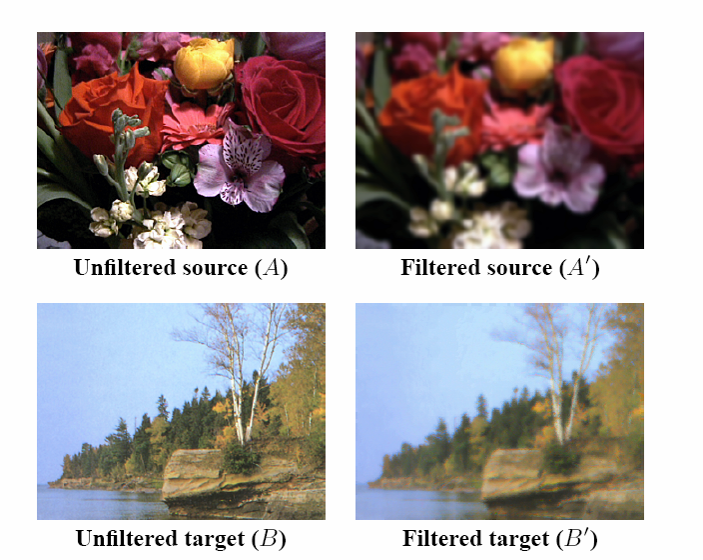 Unfiltered source (A)
Filtered source (A′)
Unfiltered target (B)
Filtered target (B′)